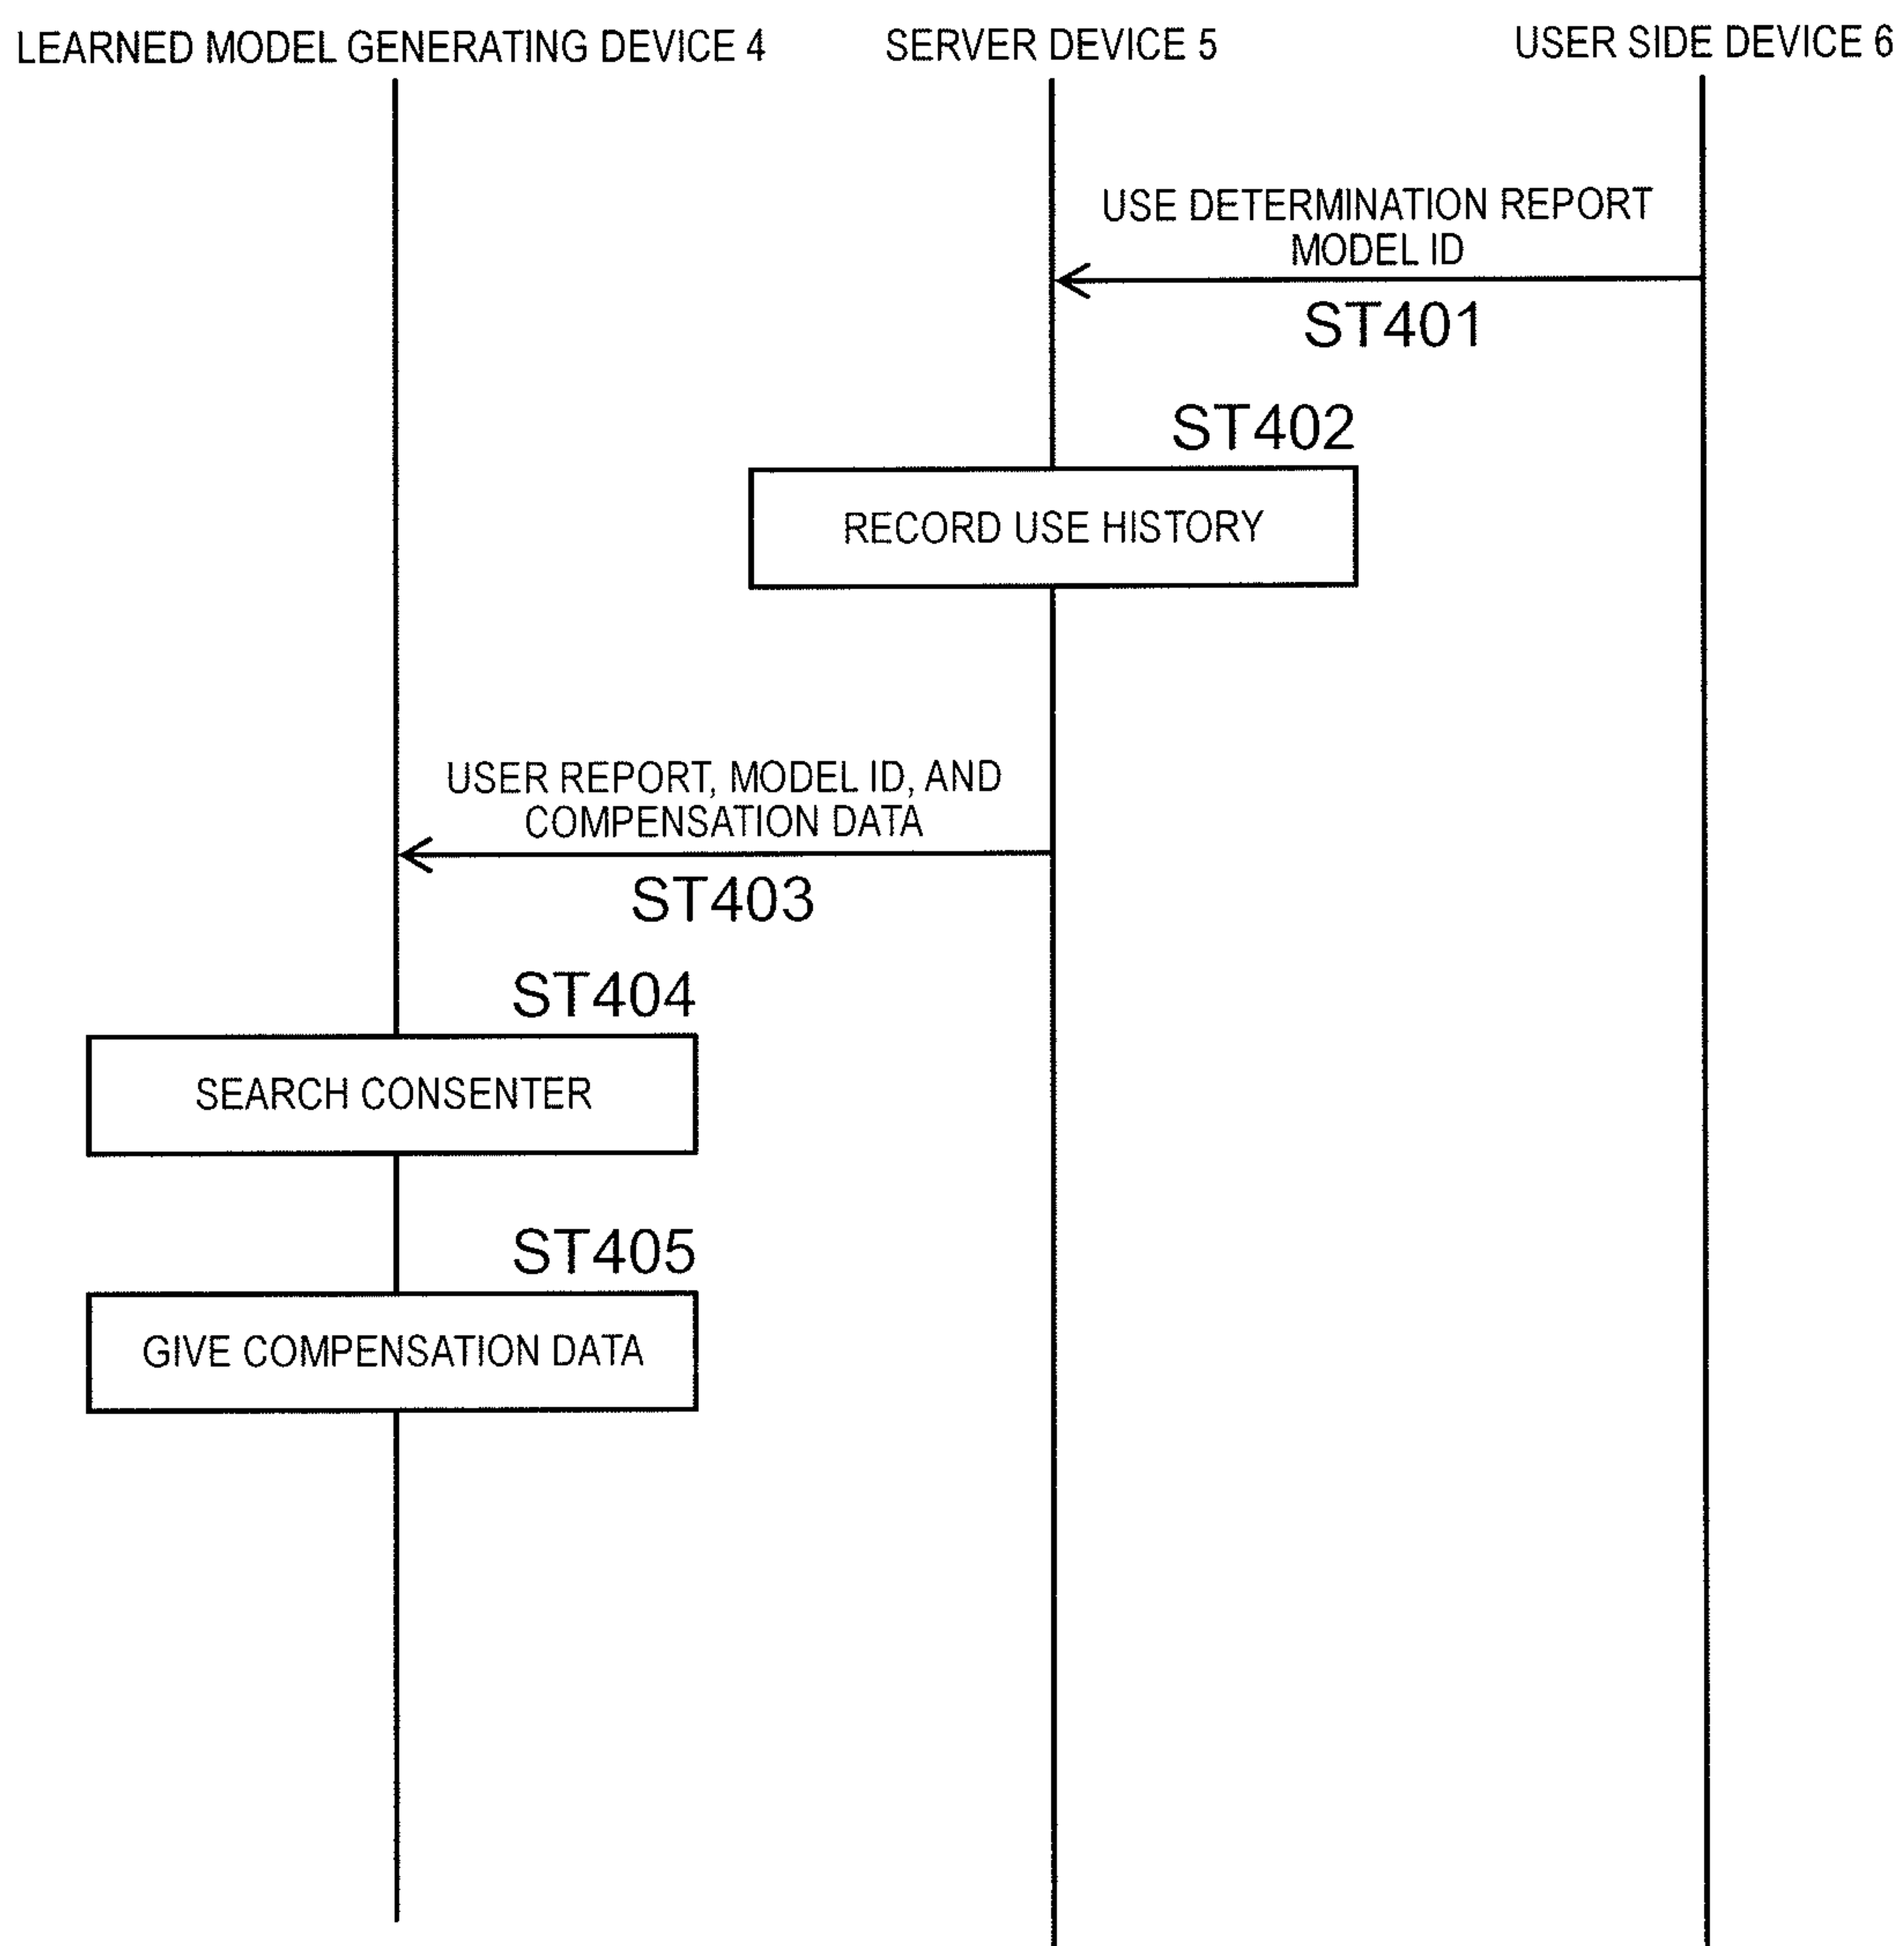 LEARNED MODEL GENERATING DEVICE 4
SERVER DEVICE 5
USER SIDE DEVICE 6
USE DETERMINATION REPORT
MODEL ID
ST401
ST402
RECORD USE HISTORY
USER REPORT, MODEL ID, AND
COMPENSATION DATA
ST403
ST404
SEARCH CONSENTER
ST405
GIVE COMPENSATION DATA